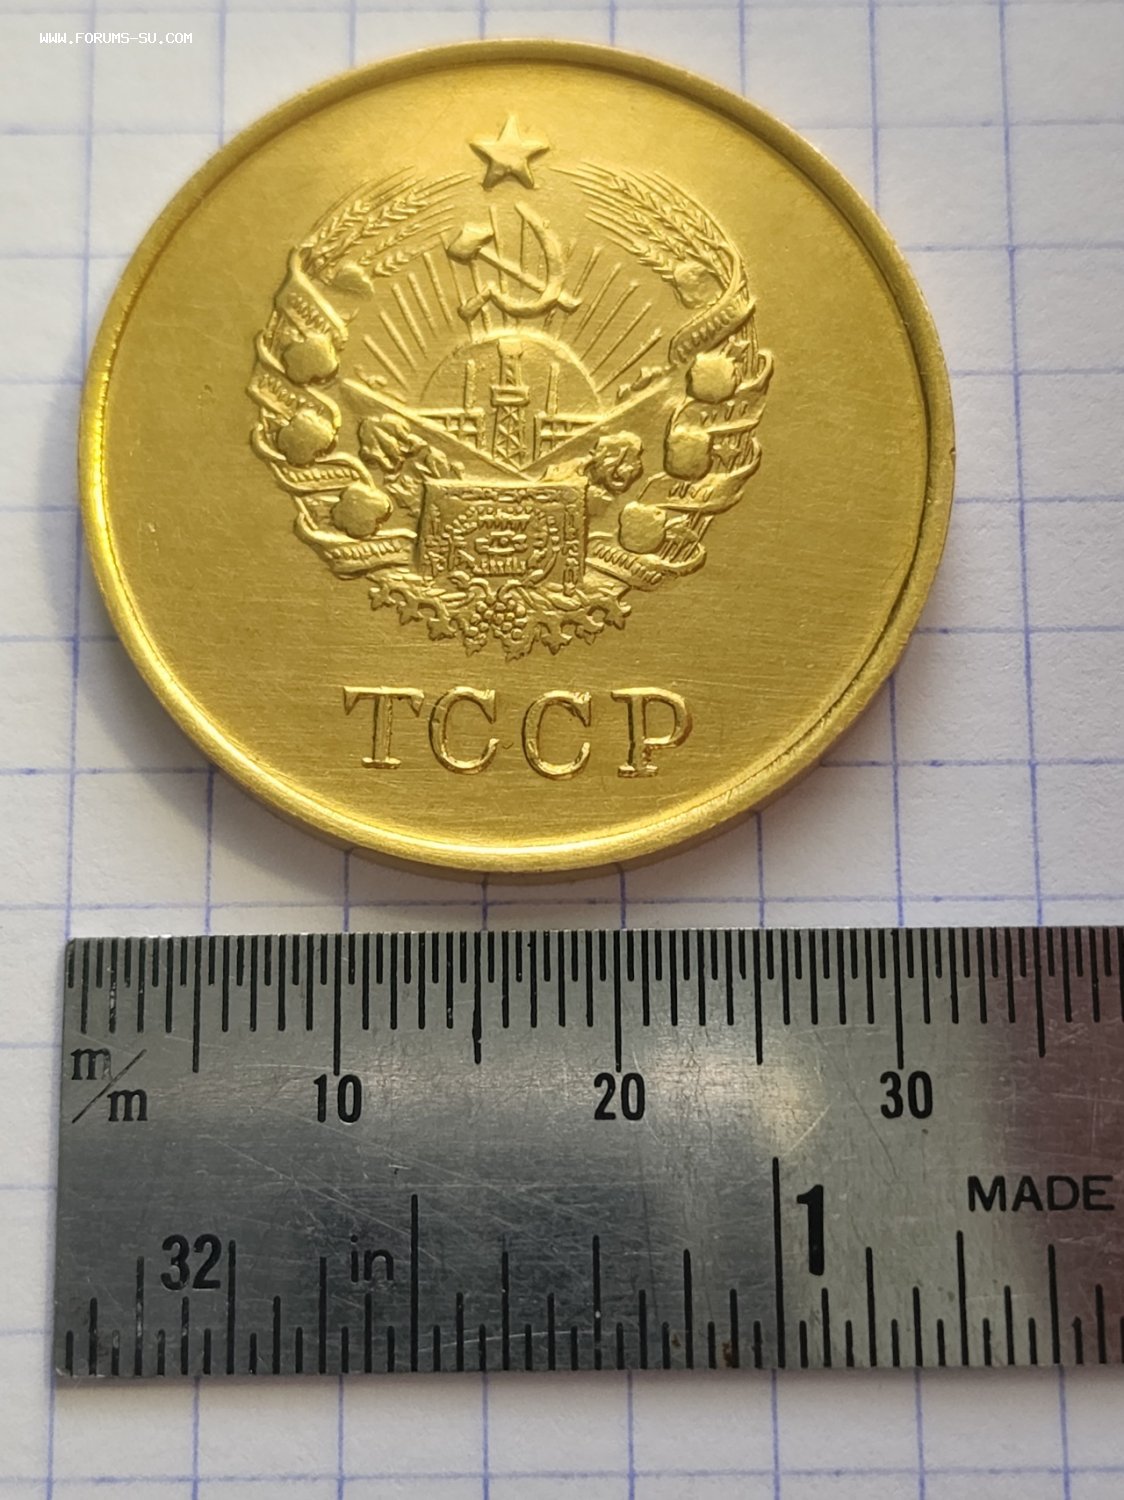 WWW.FORUMS-SU.COM
ТССР
m/m
10 20 30
MADE
32 in 1